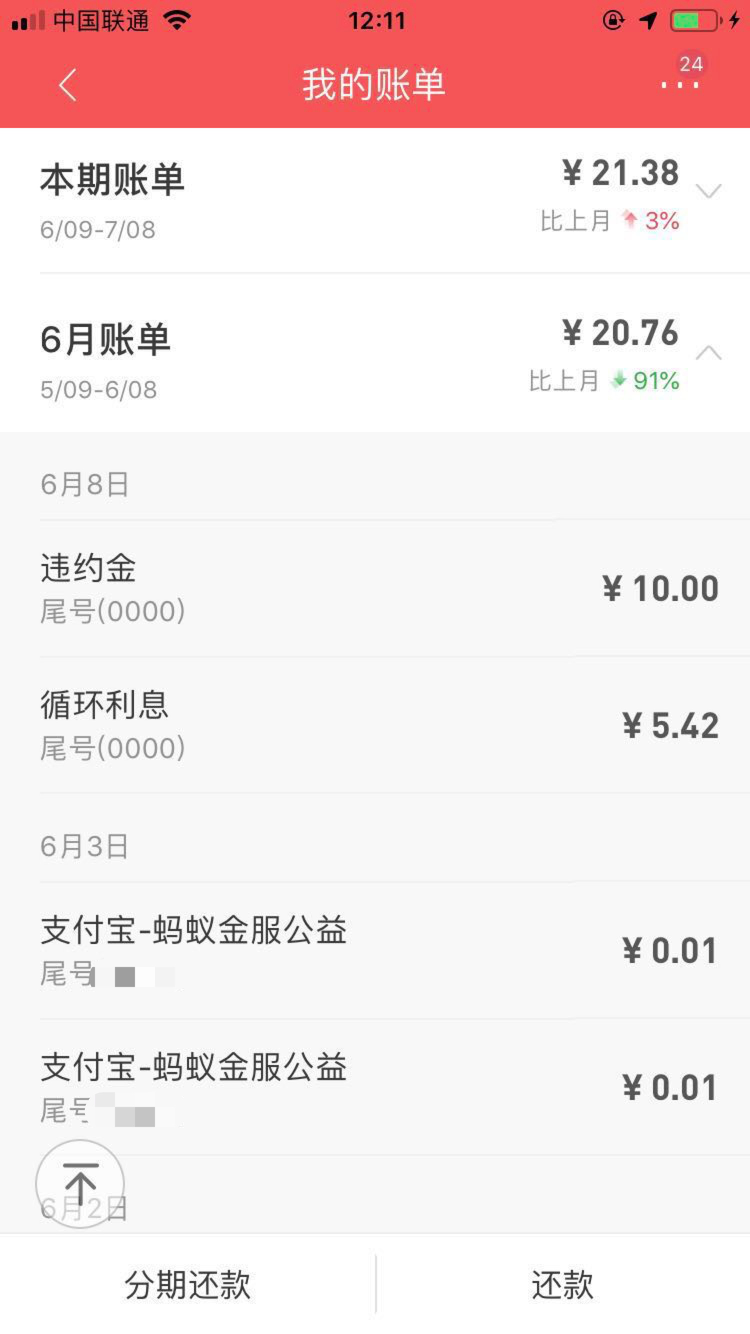 中国联通 12:11
我的账单 24
本期账单 ¥ 21.38
6/09-7/08 比上月 3%
6月账单 ¥ 20.76
5/09-6/08 比上月 91%
6月8日
违约金 ¥ 10.00
尾号(0000)
循环利息 ¥ 5.42
尾号(0000)
6月3日
支付宝-蚂蚁金服公益 ¥ 0.01
尾号
支付宝-蚂蚁金服公益 ¥ 0.01
尾号
6月2日
分期还款 还款